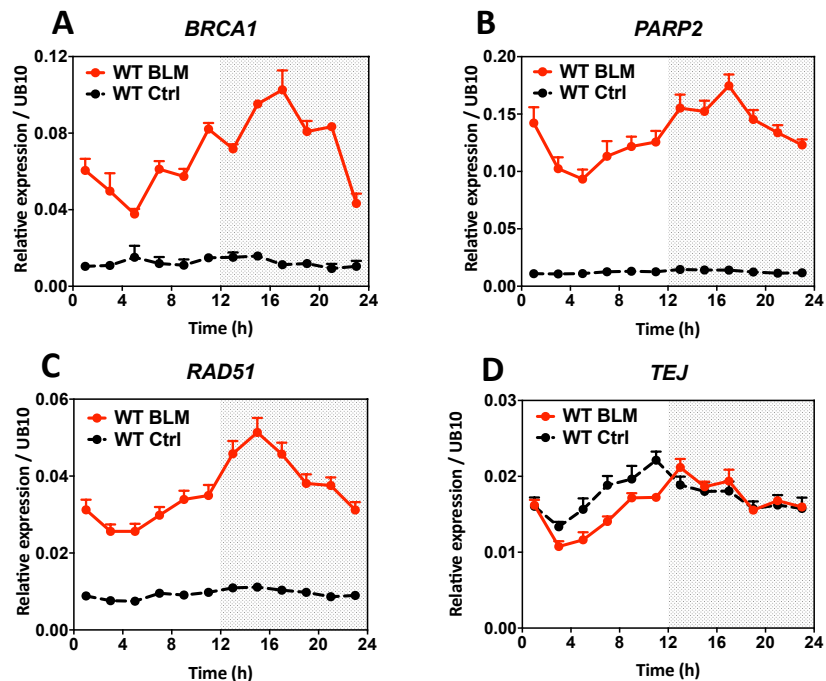 A
BRCA1
WT BLM
WT Ctrl
Relative expression / UB10
0.12
0.08
0.04
0.00
0 4 8 12 16 20 24
Time (h)
B
PARP2
WT BLM
WT Ctrl
Relative expression / UB10
0.20
0.15
0.10
0.05
0.00
0 4 8 12 16 20 24
Time (h)
C
RAD51
WT BLM
WT Ctrl
Relative expression / UB10
0.06
0.04
0.02
0.00
0 4 8 12 16 20 24
Time (h)
D
TEJ
WT BLM
WT Ctrl
Relative expression / UB10
0.03
0.02
0.01
0.00
0 4 8 12 16 20 24
Time (h)